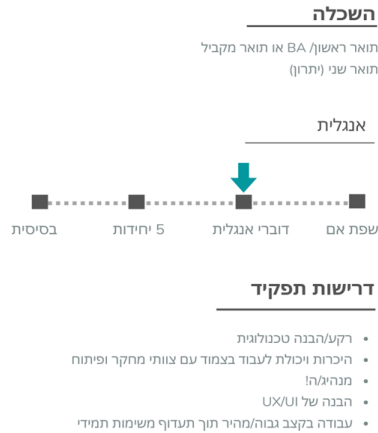 השכלה
תואר ראשון/ BA או תואר מקביל
תואר שני (יתרון)
אנגלית
שפת אם
דוברי אנגלית
5 יחידות
בסיסית
דרישות תפקיד
• רקע/הבנה טכנולוגית
• היכרות ויכולת לעבוד בצמוד עם צוותי מחקר ופיתוח
• מנהיג/ה!
• הבנה של UX/UI
• עבודה בקצב גבוה/מהיר תוך תעדוף משימות תמידי